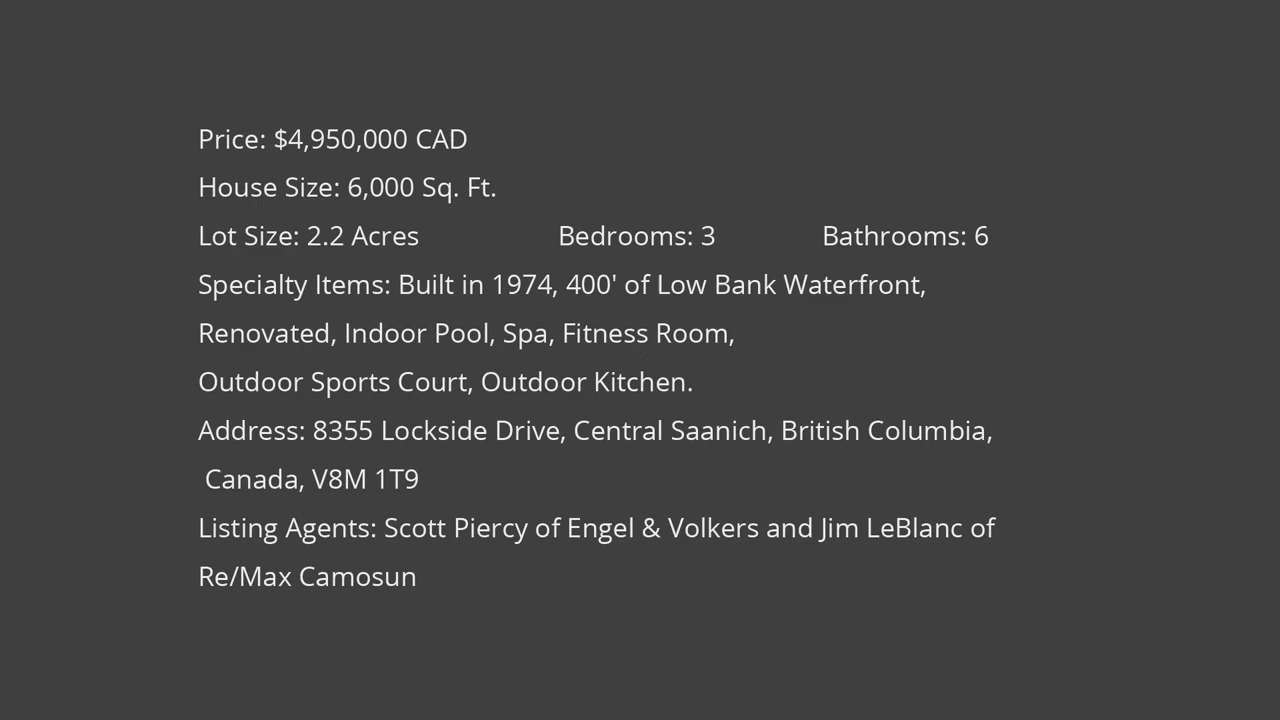 Price: $4,950,000 CAD
House Size: 6,000 Sq. Ft.
Lot Size: 2.2 Acres Bedrooms: 3 Bathrooms: 6
Specialty Items: Built in 1974, 400' of Low Bank Waterfront,
Renovated, Indoor Pool, Spa, Fitness Room,
Outdoor Sports Court, Outdoor Kitchen.
Address: 8355 Lockside Drive, Central Saanich, British Columbia,
Canada, V8M 1T9
Listing Agents: Scott Piercy of Engel & Volkers and Jim LeBlanc of
Re/Max Camosun